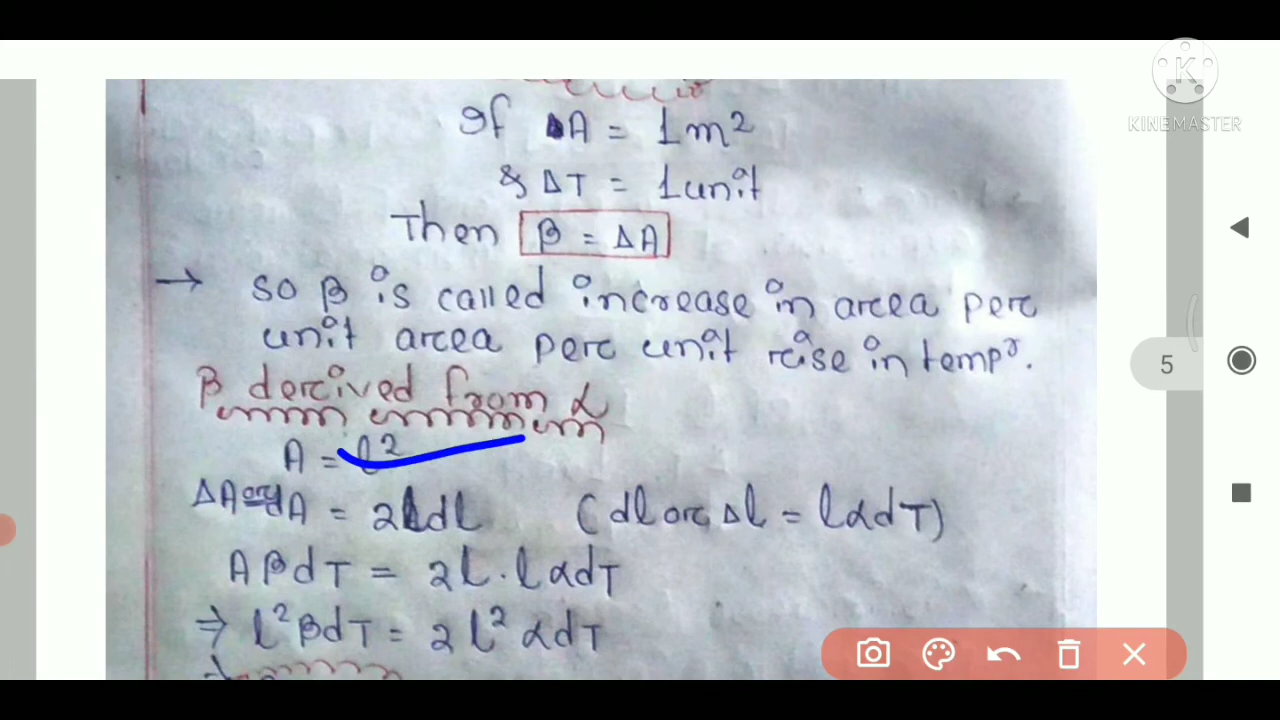 If ΔA = 1m²
& ΔT = 1unit
Then β = ΔA
→ So β is called increase in area per
unit area per unit rise in tempr.
β derived from α
A = l²
ΔA or dA = 2ldl (dl or Δl = lαdT)
AβdT = 2l.lαdT
⇒ l²βdT = 2l²αdT
K
KINEMASTER
5